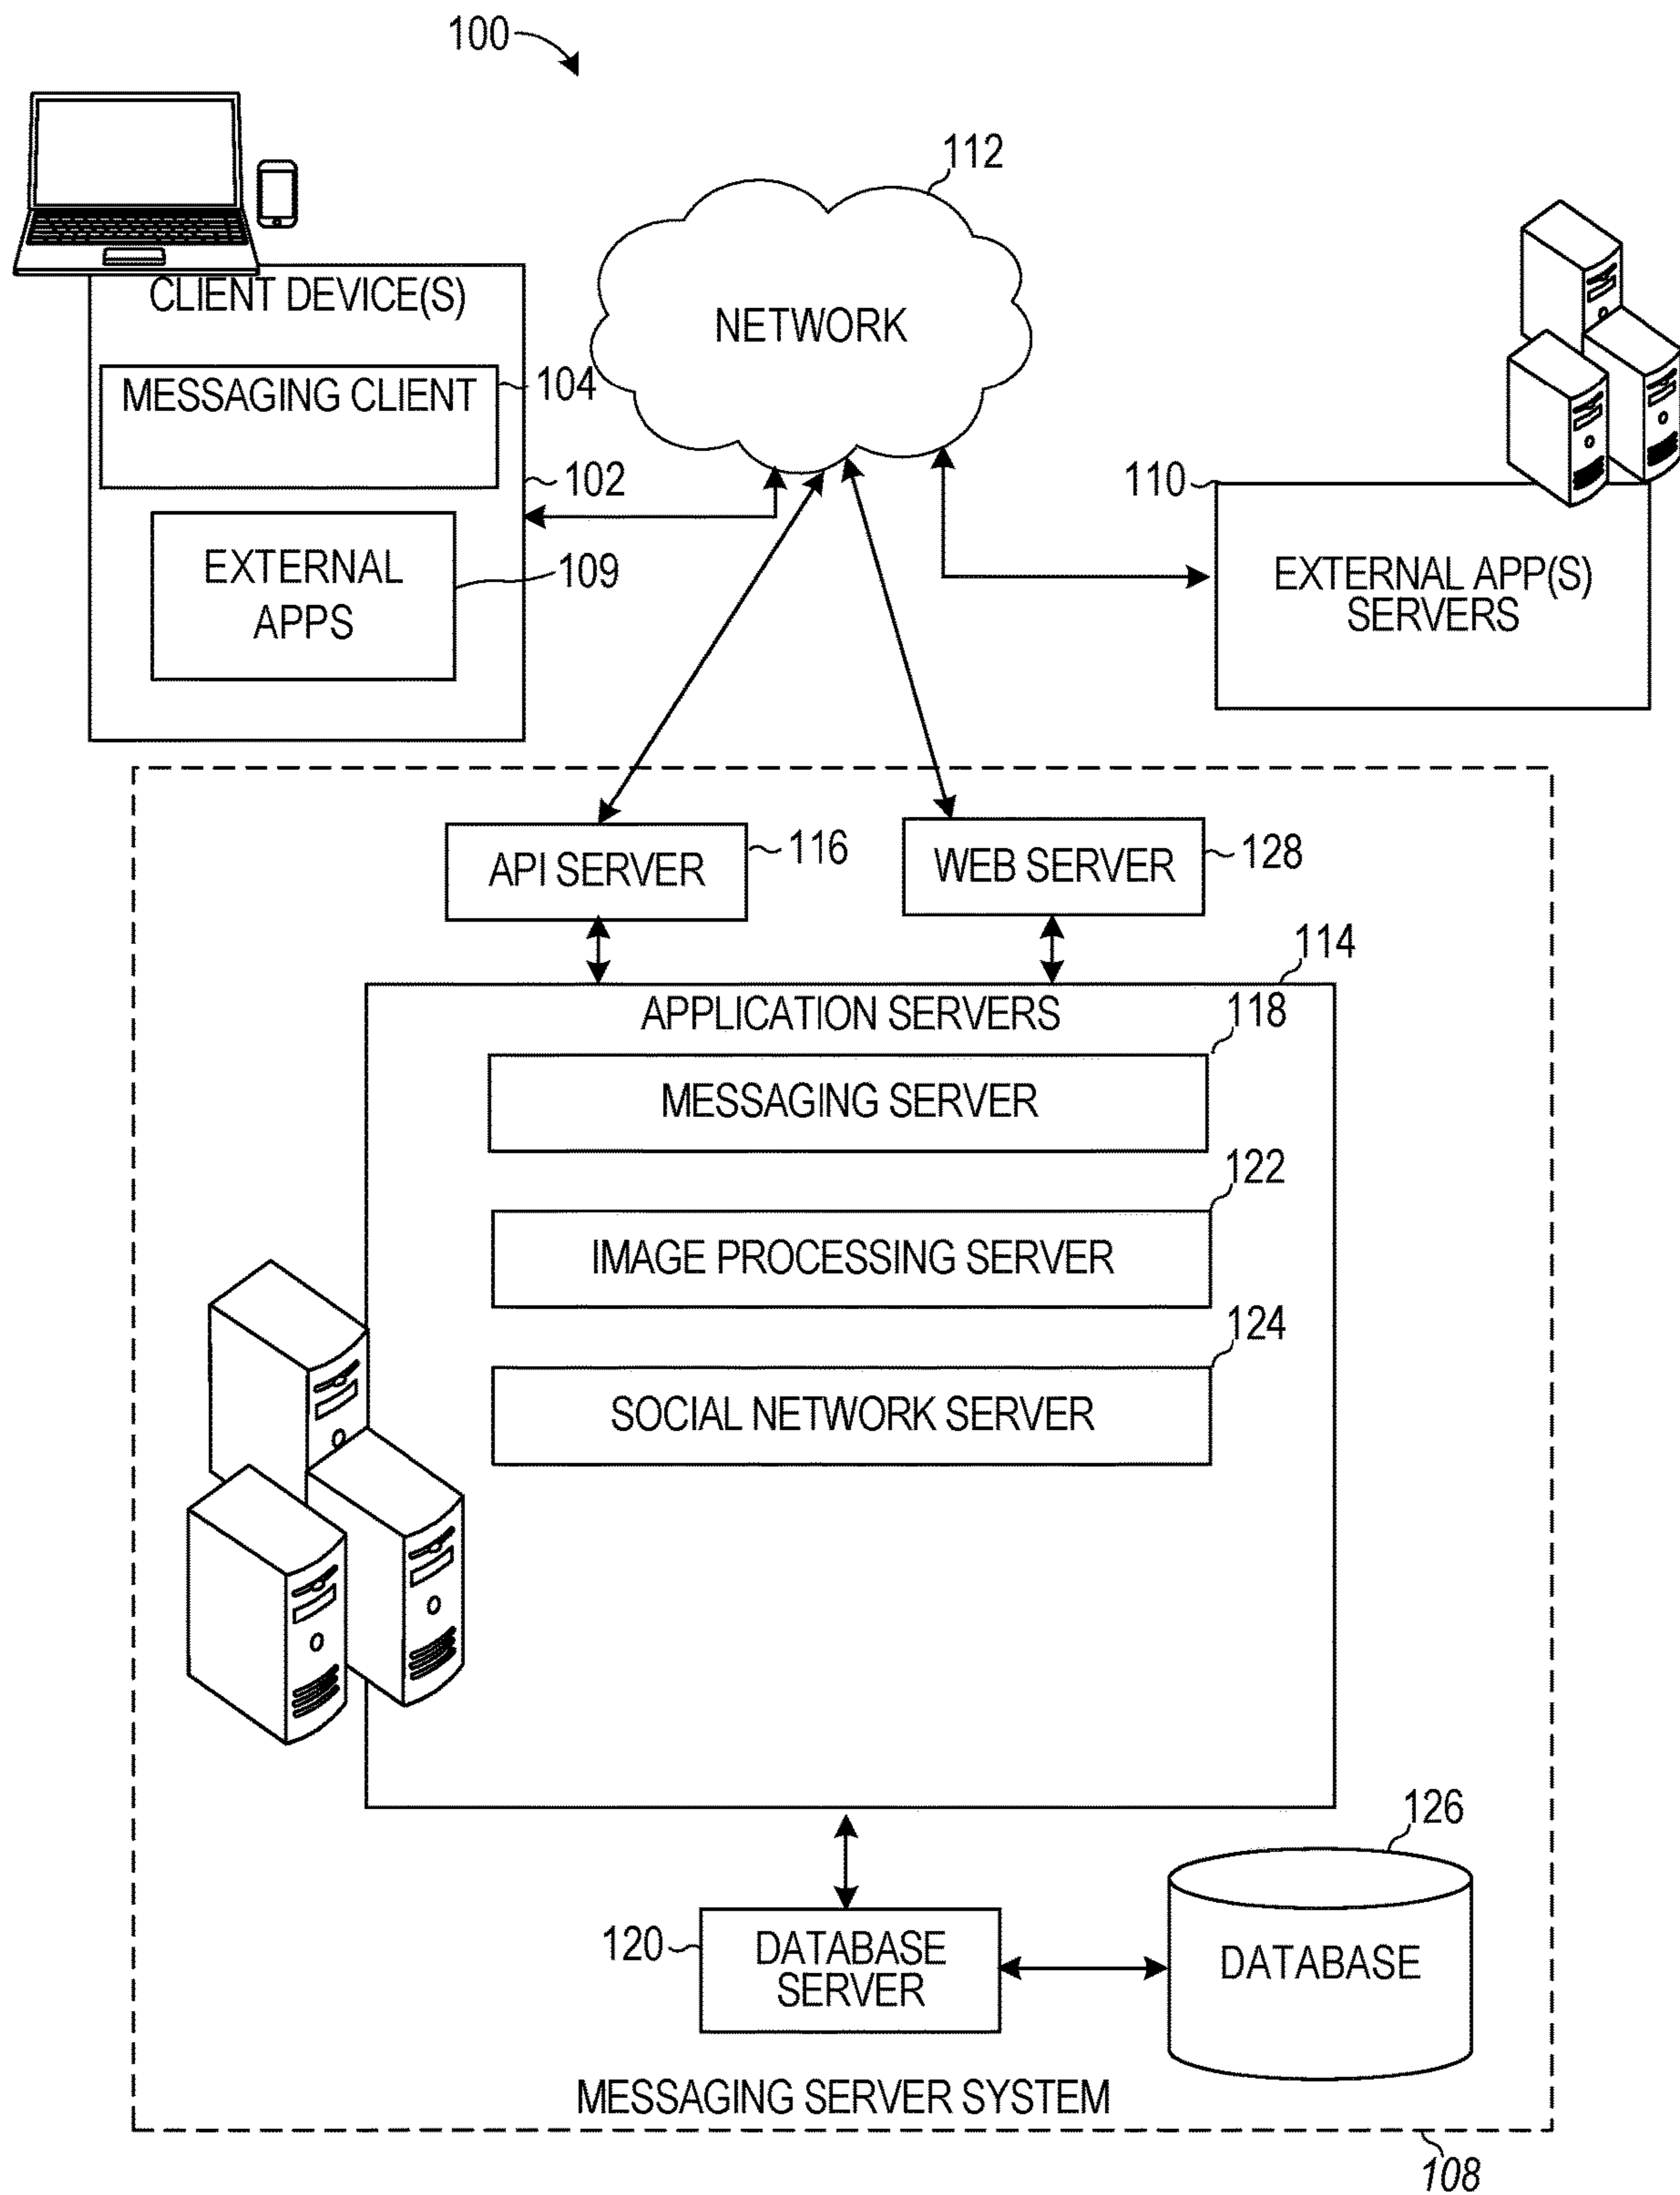 100
112
CLIENT DEVICE(S)
NETWORK
MESSAGING CLIENT
104
102
110
EXTERNAL
APPS
109
EXTERNAL APP(S)
SERVERS
API SERVER
116
WEB SERVER
128
114
APPLICATION SERVERS
118
MESSAGING SERVER
122
IMAGE PROCESSING SERVER
124
SOCIAL NETWORK SERVER
126
120
DATABASE
SERVER
DATABASE
MESSAGING SERVER SYSTEM
108